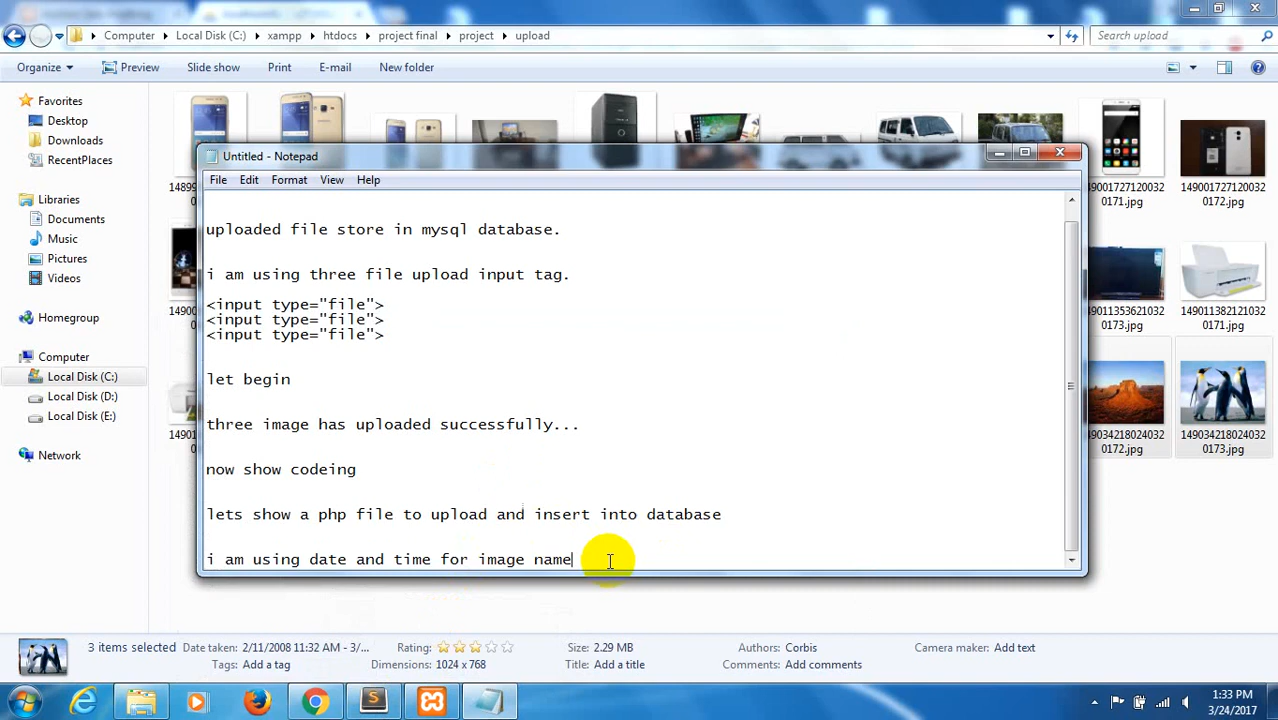 Computer Local Disk (C:) xampp htdocs project final project upload Search upload
Organize Preview Slide show Print E-mail New folder
Favorites
Desktop
Downloads
RecentPlaces
Libraries
Documents
Music
Pictures
Videos
Homegroup
Computer
Local Disk (C:)
Local Disk (D:)
Local Disk (E:)
Network
149001727120032
0171.jpg
149001727120032
0172.jpg
149011353621032
0173.jpg
149011382121032
0171.jpg
149034218024032
0172.jpg
149034218024032
0173.jpg
Untitled - Notepad
File Edit Format View Help
uploaded file store in mysql database.
i am using three file upload input tag.
<input type="file">
<input type="file">
<input type="file">
let begin
three image has uploaded successfully...
now show codeing
lets show a php file to upload and insert into database
i am using date and time for image name
3 items selected Date taken: 2/11/2008 11:32 AM - 3/... Rating: Size: 2.29 MB Authors: Corbis Camera maker: Add text
Tags: Add a tag Dimensions: 1024 x 768 Title: Add a title Comments: Add comments
1:33 PM
3/24/2017